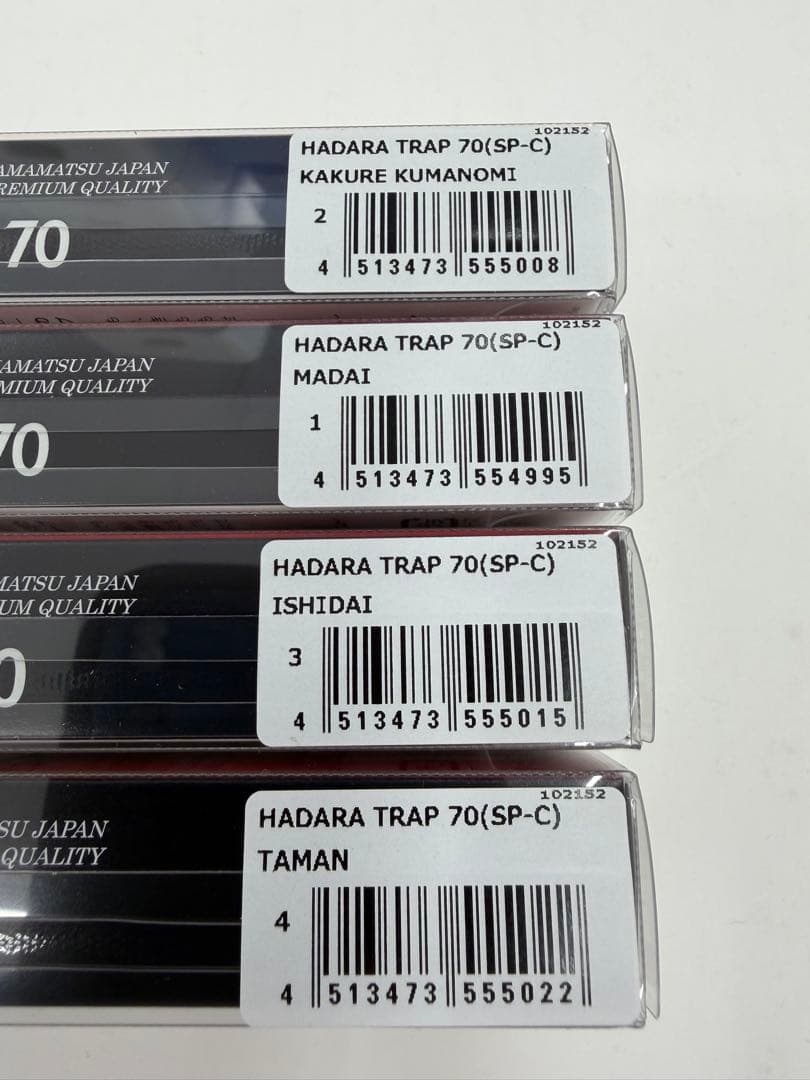 AMAMATSU JAPAN
REMIUM QUALITY
70
102152
HADARA TRAP 70(SP-C)
KAKURE KUMANOMI
2
4 513473 555008
AMATSU JAPAN
MIUM QUALITY
70
102152
HADARA TRAP 70(SP-C)
MADAI
1
4 513473 554995
MATSU JAPAN
UM QUALITY
0
102152
HADARA TRAP 70(SP-C)
ISHIDAI
3
4 513473 555015
SU JAPAN
QUALITY
102152
HADARA TRAP 70(SP-C)
TAMAN
4
4 513473 555022